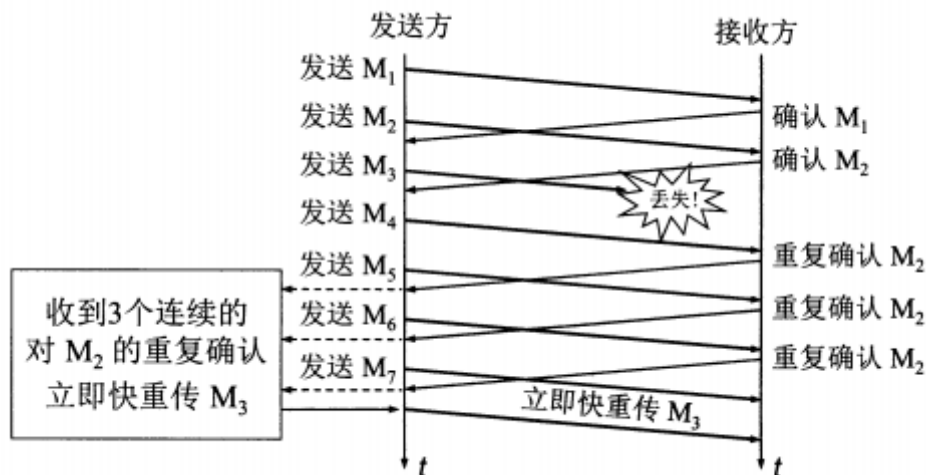 发送方
接收方
发送 M₁
确认 M₁
发送 M₂
确认 M₂
发送 M₃
丢失!
发送 M₄
重复确认 M₂
发送 M₅
重复确认 M₂
发送 M₆
重复确认 M₂
发送 M₇
收到3个连续的
对 M₂ 的重复确认
立即快重传 M₃
立即快重传 M₃
t
t